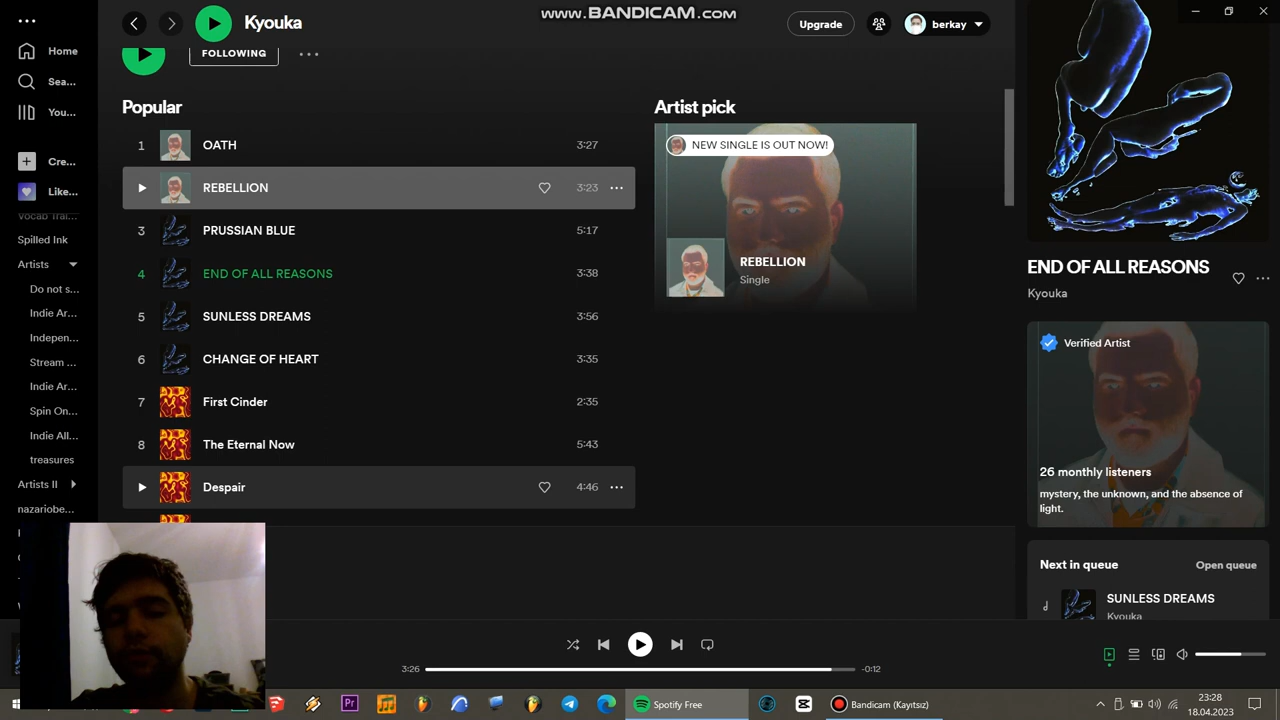 www.BANDICAM.com
Kyouka
Upgrade
berkay
Home
Sea...
You...
Cre...
Like...
Vocab Trai...
Spilled Ink
Artists
Do not s...
Indie Ar...
Indepen...
Stream ...
Indie Ar...
Spin On...
Indie All...
treasures
Artists II
nazariobe...
FOLLOWING
Popular
1 OATH 3:27
REBELLION 3:23
3 PRUSSIAN BLUE 5:17
4 END OF ALL REASONS 3:38
5 SUNLESS DREAMS 3:56
6 CHANGE OF HEART 3:35
7 First Cinder 2:35
8 The Eternal Now 5:43
Despair 4:46
Artist pick
NEW SINGLE IS OUT NOW!
REBELLION
Single
END OF ALL REASONS
Kyouka
Verified Artist
26 monthly listeners
mystery, the unknown, and the absence of
light.
Next in queue
Open queue
SUNLESS DREAMS
Kyouka
3:26
-0:12
Pr
Spotify Free
Bandicam (Kayıtsız)
23:28
18.04.2023